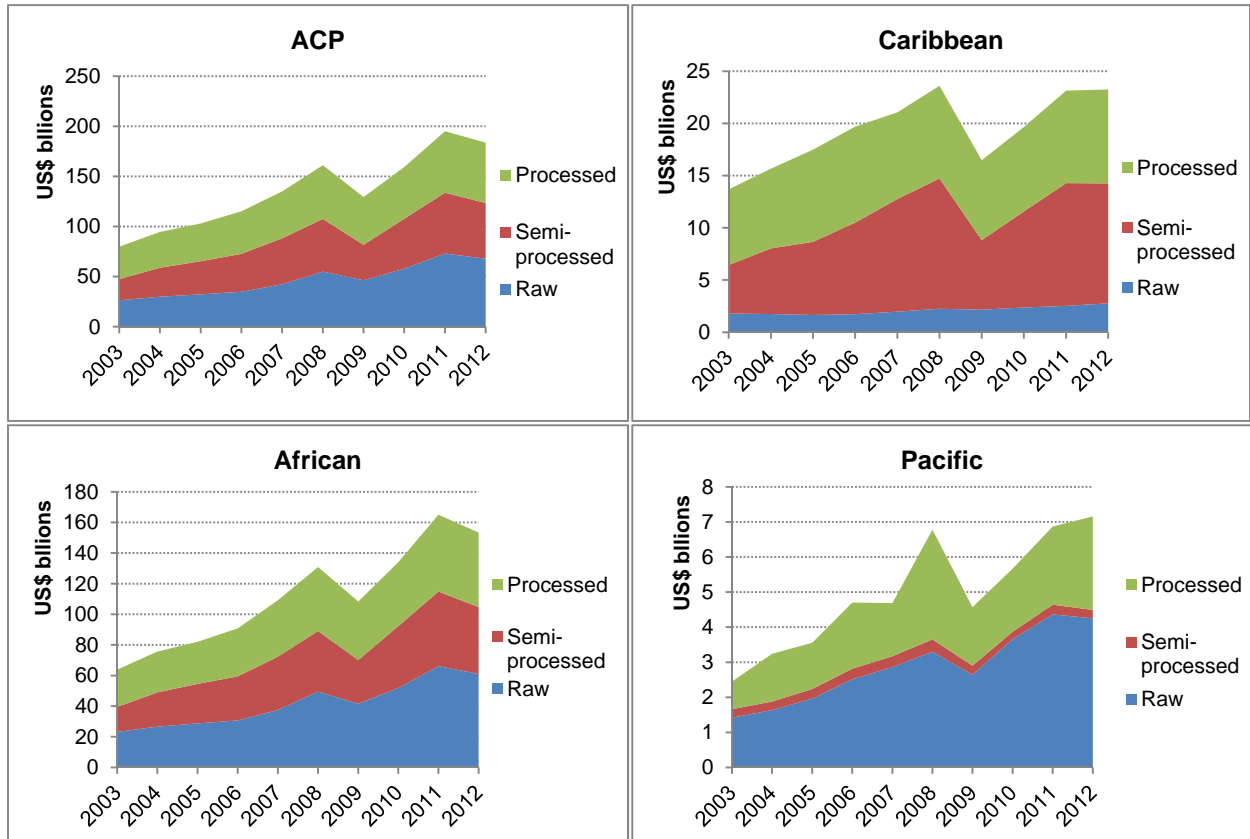 ACP
US$ bllions
250
200
150
100
50
0
2003 2004 2005 2006 2007 2008 2009 2010 2011 2012
Processed
Semi-
processed
Raw
Caribbean
US$ bllions
25
20
15
10
5
0
2003 2004 2005 2006 2007 2008 2009 2010 2011 2012
Processed
Semi-
processed
Raw
African
US$ bllions
180
160
140
120
100
80
60
40
20
0
2003 2004 2005 2006 2007 2008 2009 2010 2011 2012
Processed
Semi-
processed
Raw
Pacific
US$ bllions
8
7
6
5
4
3
2
1
0
2003 2004 2005 2006 2007 2008 2009 2010 2011 2012
Processed
Semi-
processed
Raw